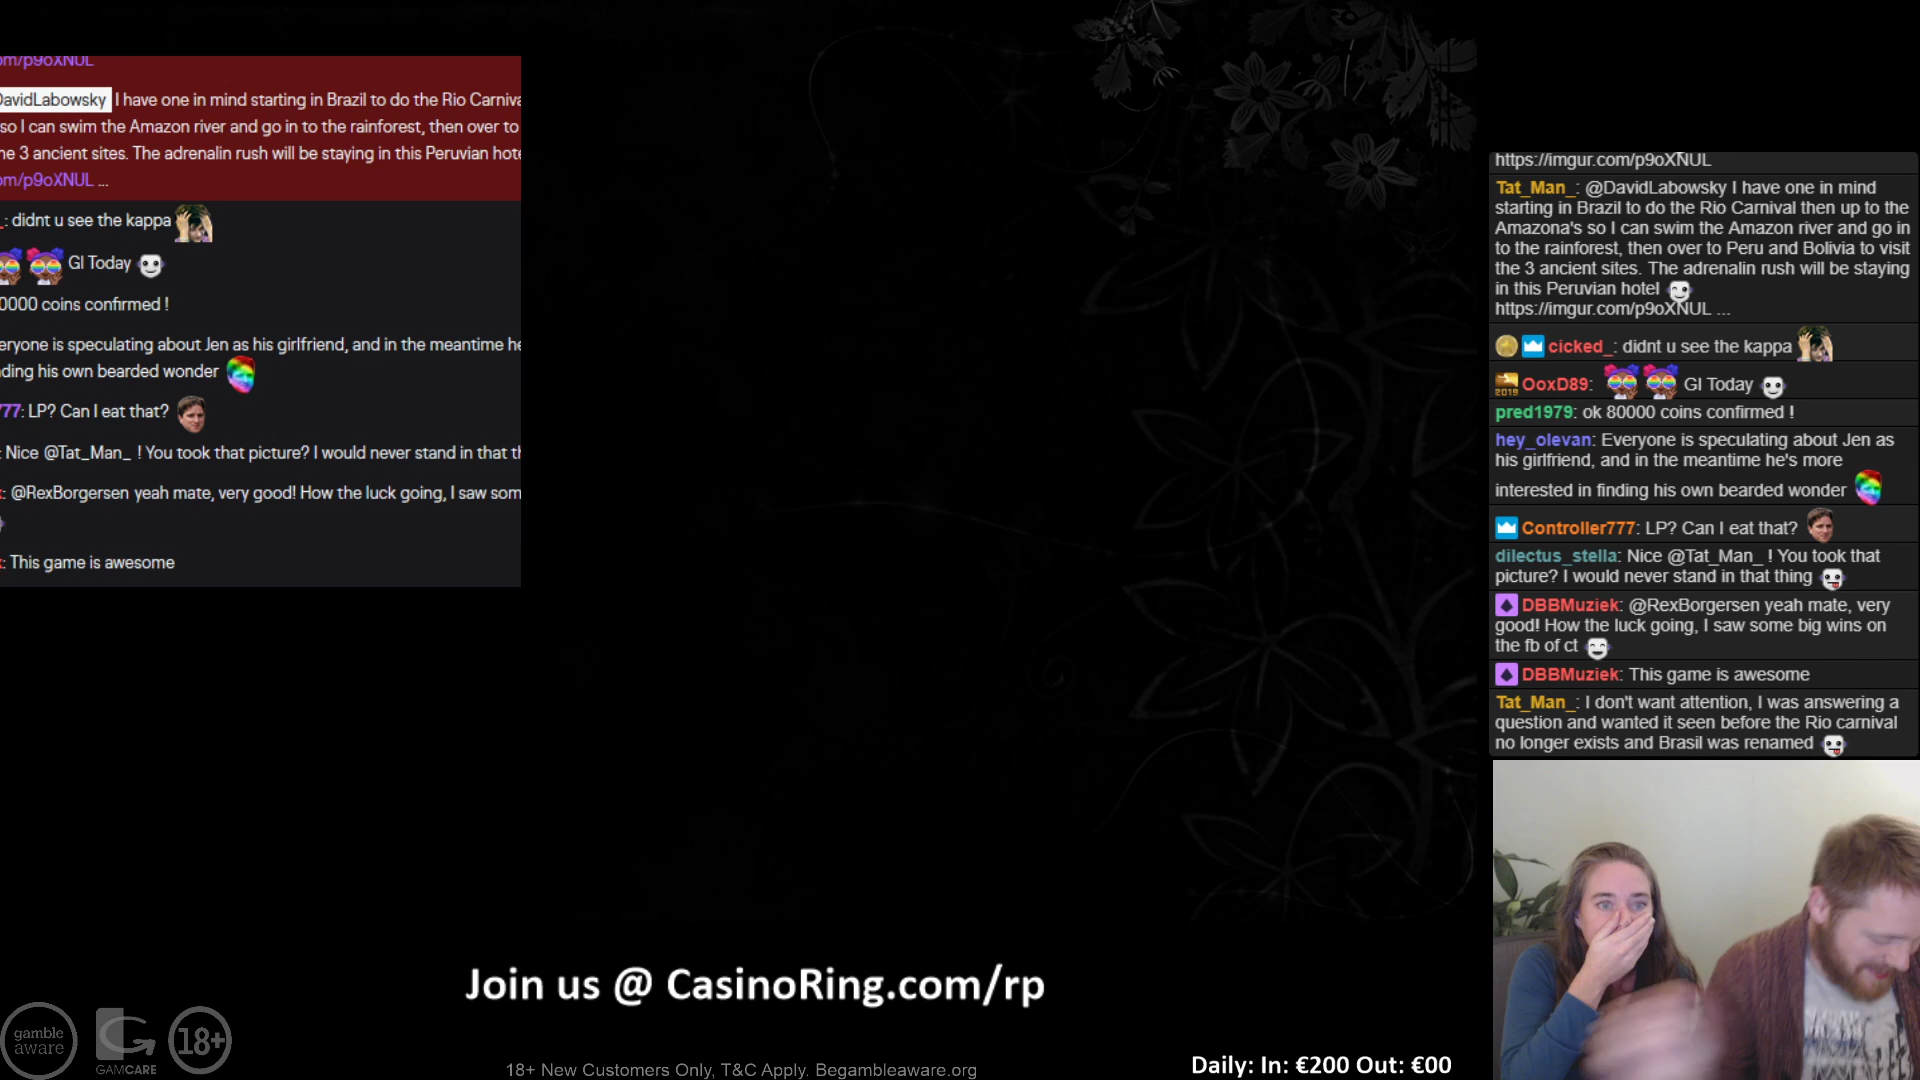 om/p9oXNUL
DavidLabowsky I have one in mind starting in Brazil to do the Rio Carniva
so I can swim the Amazon river and go in to the rainforest, then over to
he 3 ancient sites. The adrenalin rush will be staying in this Peruvian hote
om/p9oXNUL ...
_: didnt u see the kappa
GI Today
0000 coins confirmed !
eryone is speculating about Jen as his girlfriend, and in the meantime he
ding his own bearded wonder
777: LP? Can I eat that?
: Nice @Tat_Man_ ! You took that picture? I would never stand in that th
k: @RexBorgersen yeah mate, very good! How the luck going, I saw som
k: This game is awesome
https://imgur.com/p9oXNUL
Tat_Man_: @DavidLabowsky I have one in mind
starting in Brazil to do the Rio Carnival then up to the
Amazona's so I can swim the Amazon river and go in
to the rainforest, then over to Peru and Bolivia to visit
the 3 ancient sites. The adrenalin rush will be staying
in this Peruvian hotel
https://imgur.com/p9oXNUL ...
cicked_: didnt u see the kappa
2019 OoxD89: GI Today
pred1979: ok 80000 coins confirmed !
hey_olevan: Everyone is speculating about Jen as
his girlfriend, and in the meantime he's more
interested in finding his own bearded wonder
Controller777: LP? Can I eat that?
dilectus_stella: Nice @Tat_Man_ ! You took that
picture? I would never stand in that thing
DBBMuziek: @RexBorgersen yeah mate, very
good! How the luck going, I saw some big wins on
the fb of ct
DBBMuziek: This game is awesome
Tat_Man_: I don't want attention, I was answering a
question and wanted it seen before the Rio carnival
no longer exists and Brasil was renamed
Join us @ CasinoRing.com/rp
gamble
aware
GAMCARE
18+
18+ New Customers Only, T&C Apply. Begambleaware.org
Daily: In: €200 Out: €00